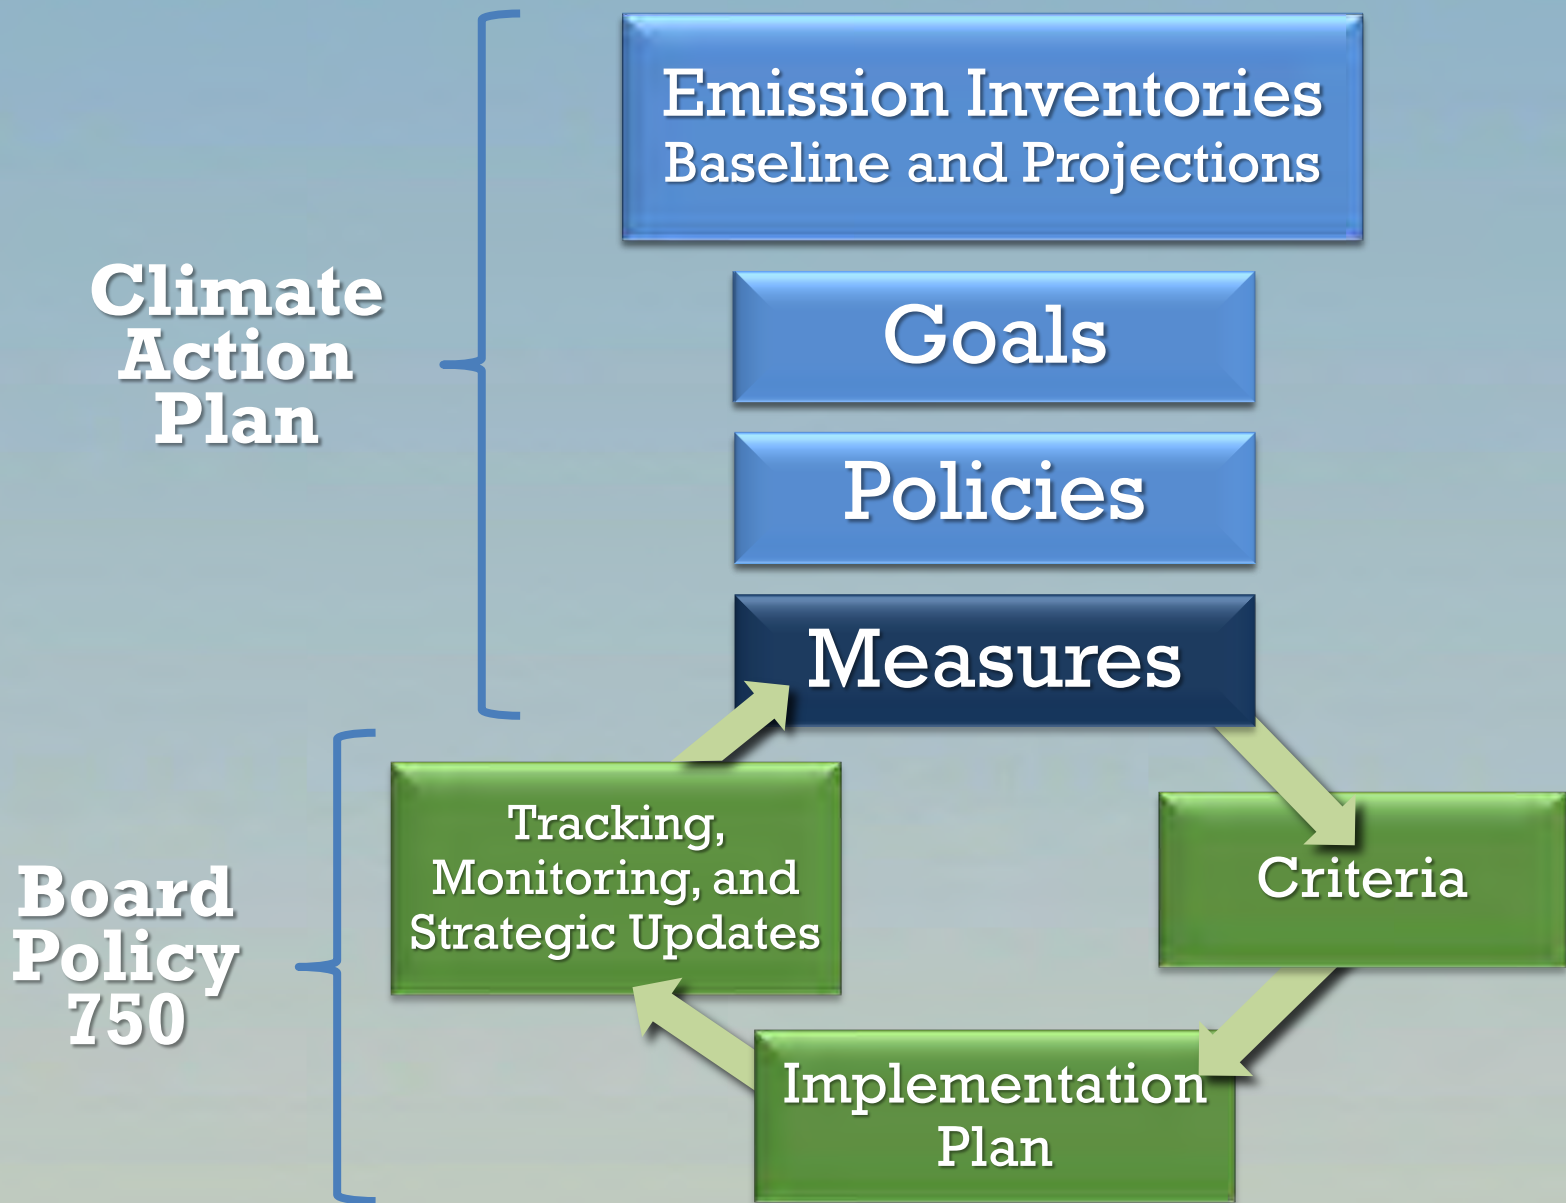 Emission Inventories
Baseline and Projections
Climate
Action
Plan
Goals
Policies
Measures
Tracking,
Monitoring, and
Strategic Updates
Criteria
Board
Policy
750
Implementation
Plan